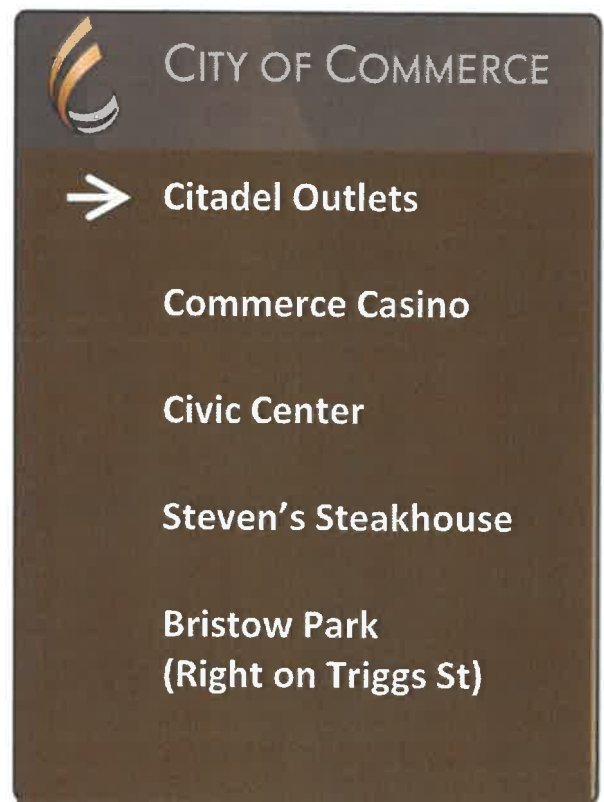 CITY OF COMMERCE
→ Citadel Outlets
Commerce Casino
Civic Center
Steven's Steakhouse
Bristow Park
(Right on Triggs St)